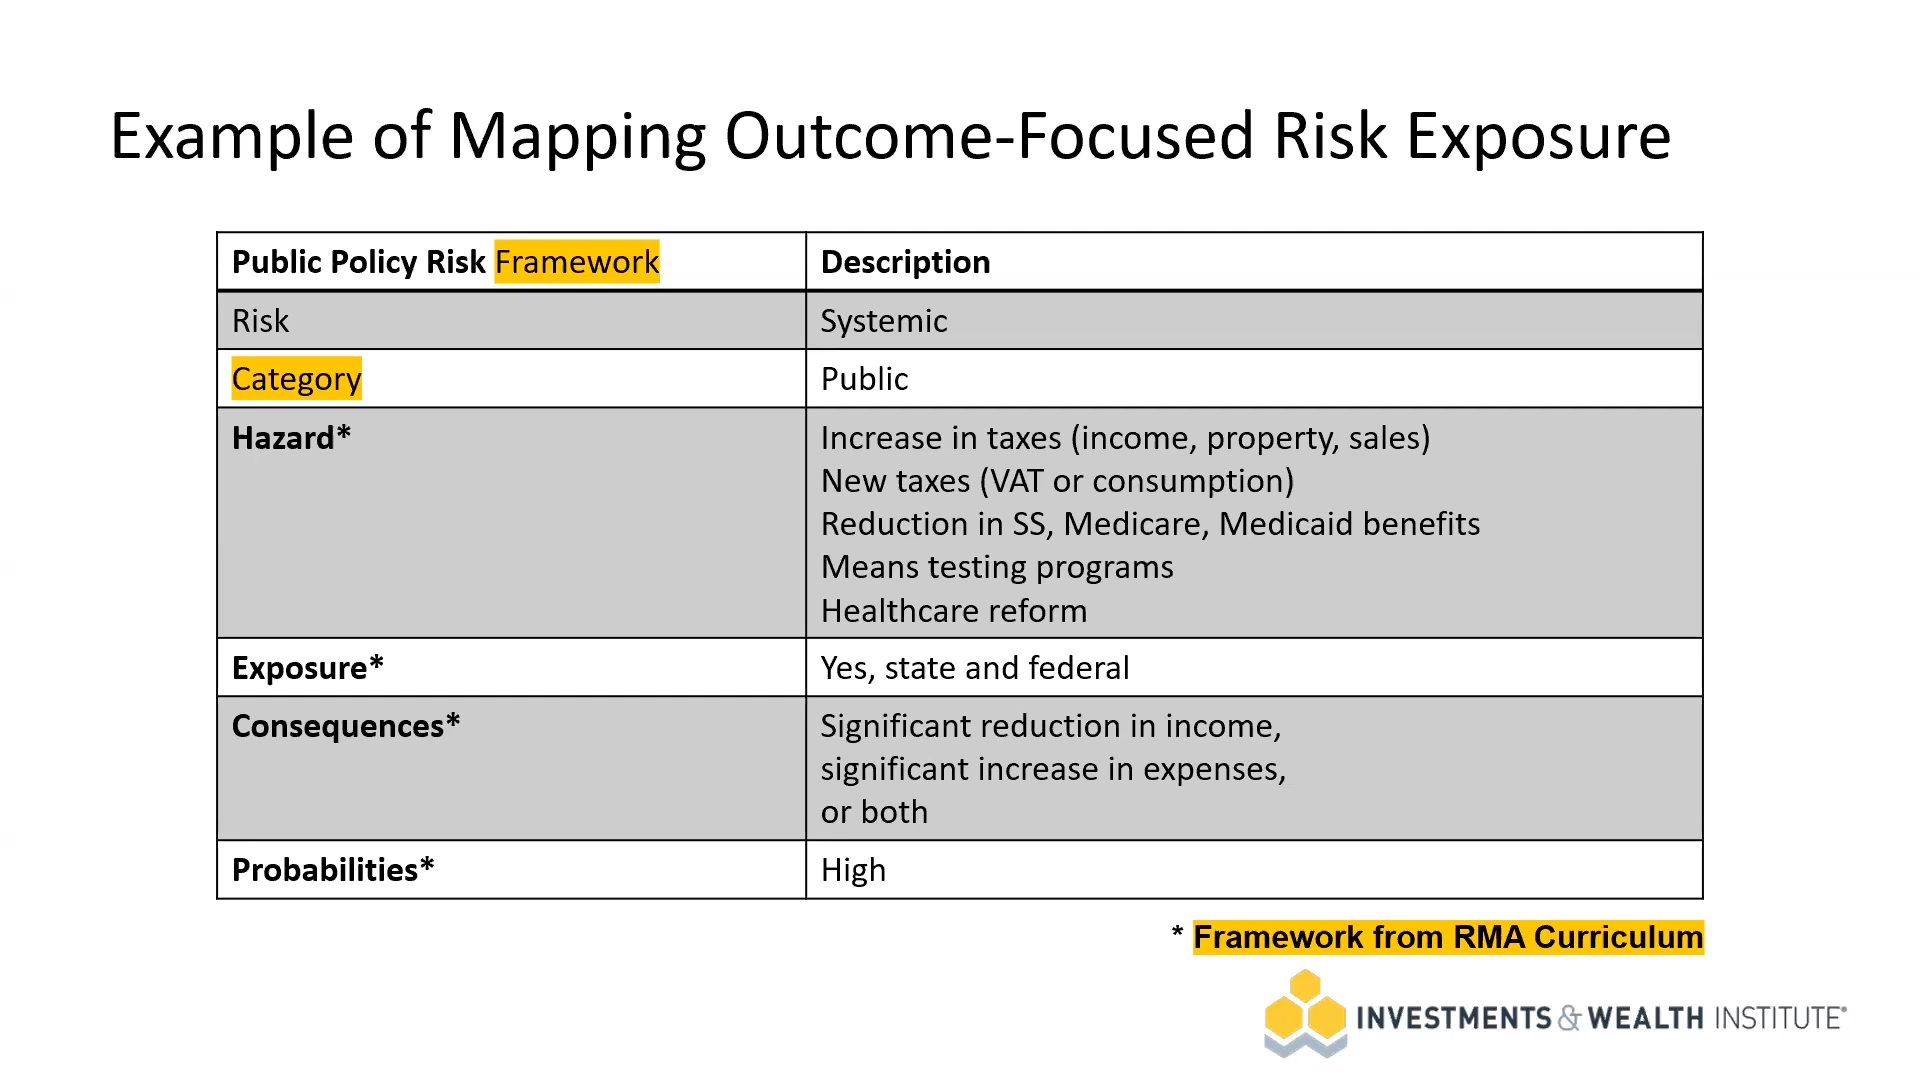 Example of Mapping Outcome-Focused Risk Exposure
Public Policy Risk Framework
Description
Risk
Systemic
Category
Public
Hazard*
Increase in taxes (income, property, sales)
New taxes (VAT or consumption)
Reduction in SS, Medicare, Medicaid benefits
Means testing programs
Healthcare reform
Exposure*
Yes, state and federal
Consequences*
Significant reduction in income,
significant increase in expenses,
or both
Probabilities*
High
* Framework from RMA Curriculum
INVESTMENTS & WEALTH INSTITUTE®